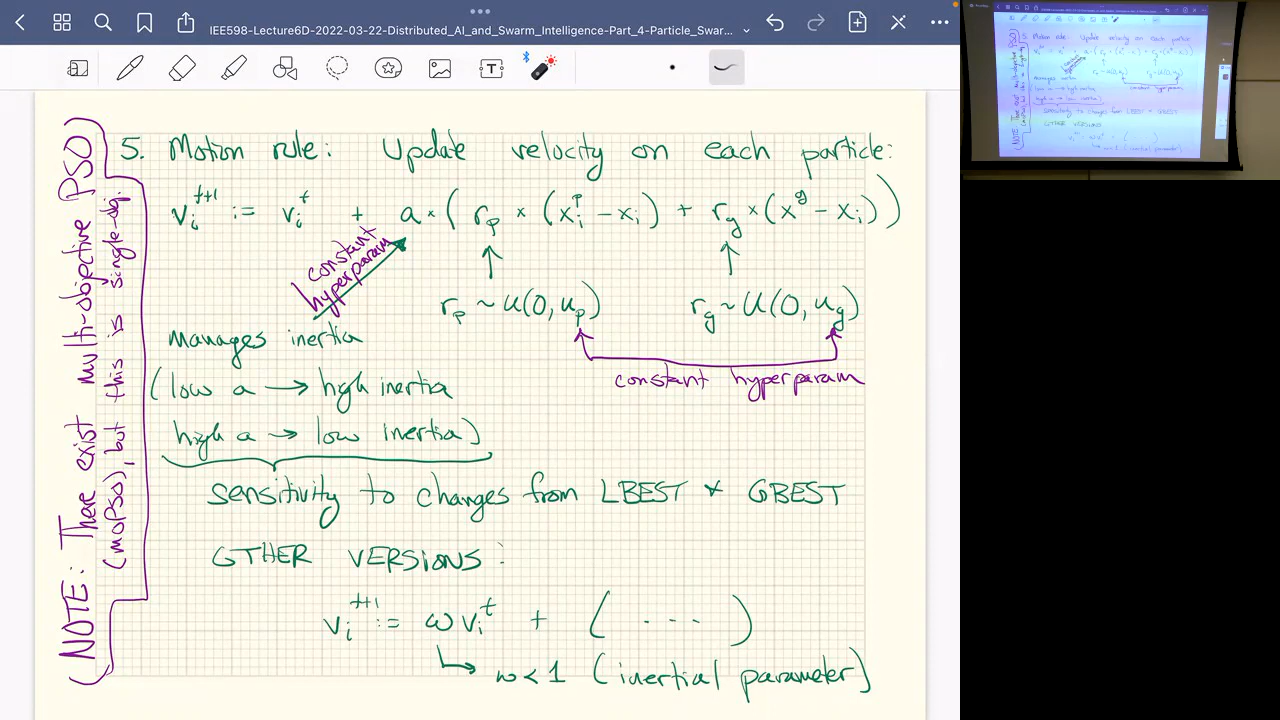 IEE598-Lecture6D-2022-03-22-Distributed_AI_and_Swarm_Intelligence-Part_4-Particle_Swar...
5. Motion rule: Update velocity on each particle:
v_i^{t+1} := v_i^t + a × ( r_p × (x_i^p - x_i) + r_g × (x^g - x_i) )
constant hyperparam
r_p ~ U(0, u_p) r_g ~ U(0, u_g)
constant hyperparam
manages inertia
(low a → high inertia
high a → low inertia)
sensitivity to changes from LBEST & GBEST
OTHER VERSIONS:
v_i^{t+1} := ω v_i^t + ( ... )
ω < 1 (inertial parameter)
(NOTE: There exist multi-objective PSO
(MOPSO), but this is single-obj.)